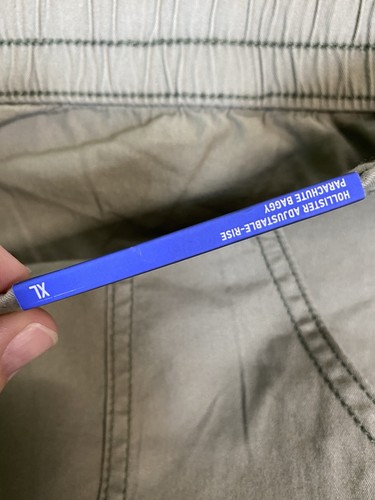 HOLLISTER ADJUSTABLE-RISE
PARACHUTE BAGGY
XL